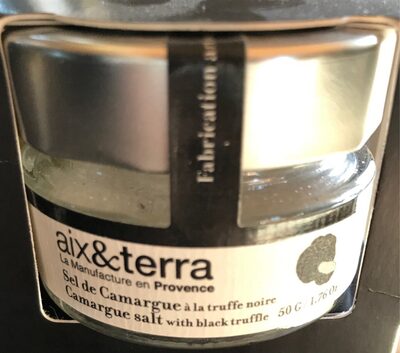 Fabrication
aix&terra
La Manufacture en Provence
Sel de Camargue à la truffe noire
Camargue salt with black truffle 50 G - 1.76 Oz